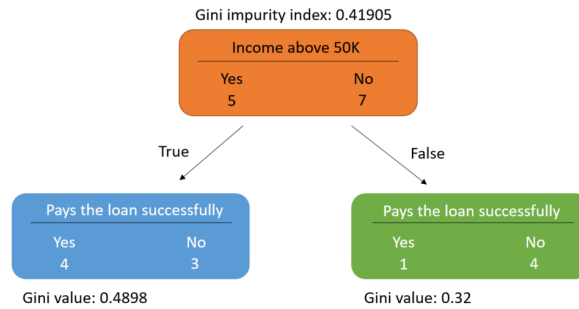 Gini impurity index: 0.41905
Income above 50K
Yes No
5 7
True False
Pays the loan successfully Pays the loan successfully
Yes No Yes No
4 3 1 4
Gini value: 0.4898 Gini value: 0.32